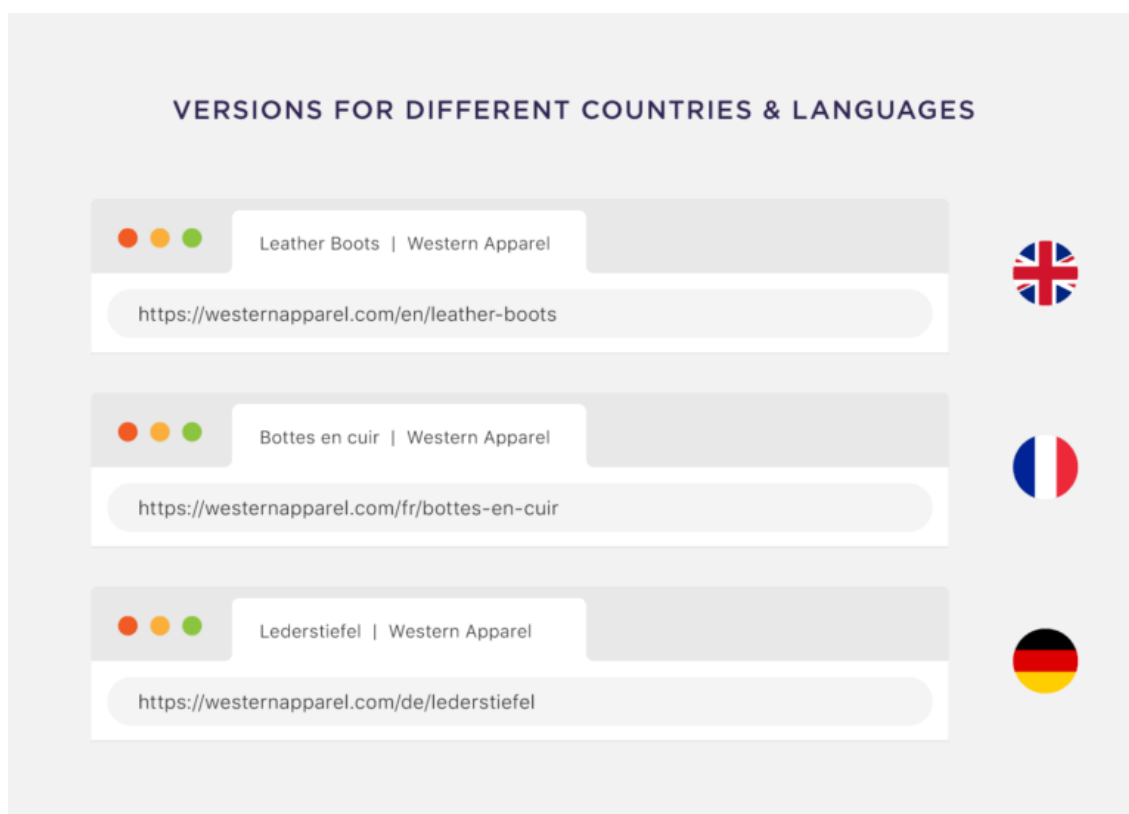 VERSIONS FOR DIFFERENT COUNTRIES & LANGUAGES
Leather Boots | Western Apparel
https://westernapparel.com/en/leather-boots
Bottes en cuir | Western Apparel
https://westernapparel.com/fr/bottes-en-cuir
Lederstiefel | Western Apparel
https://westernapparel.com/de/lederstiefel